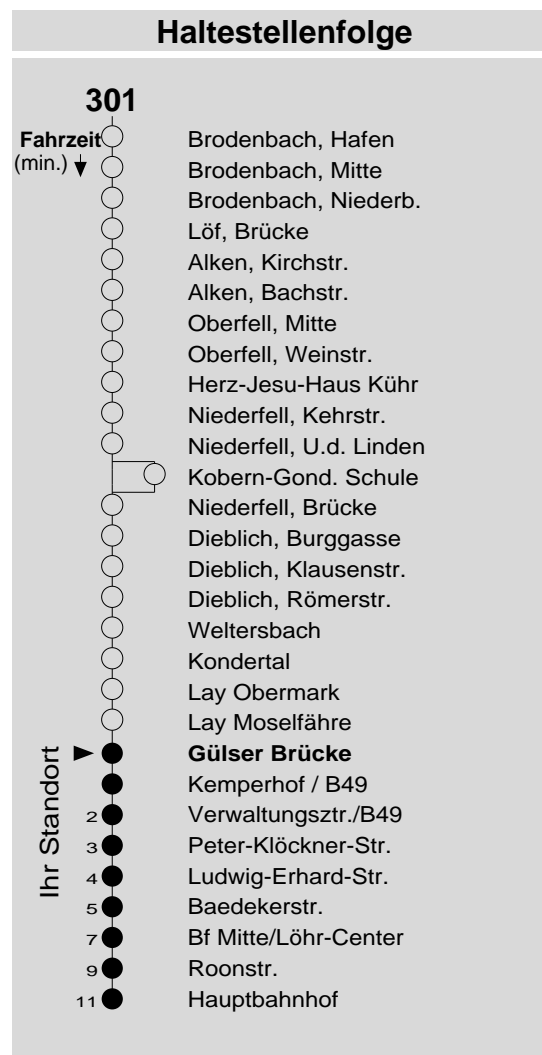 Haltestellenfolge
301
Fahrzeit
(min.)
Brodenbach, Hafen
Brodenbach, Mitte
Brodenbach, Niederb.
Löf, Brücke
Alken, Kirchstr.
Alken, Bachstr.
Oberfell, Mitte
Oberfell, Weinstr.
Herz-Jesu-Haus Kühr
Niederfell, Kehrstr.
Niederfell, U.d. Linden
Kobern-Gond. Schule
Niederfell, Brücke
Dieblich, Burggasse
Dieblich, Klausenstr.
Dieblich, Römerstr.
Weltersbach
Kondertal
Lay Obermark
Lay Moselfähre
Ihr Standort
Gülser Brücke
Kemperhof / B49
2 Verwaltungsztr./B49
3 Peter-Klöckner-Str.
4 Ludwig-Erhard-Str.
5 Baedekerstr.
7 Bf Mitte/Löhr-Center
9 Roonstr.
11 Hauptbahnhof